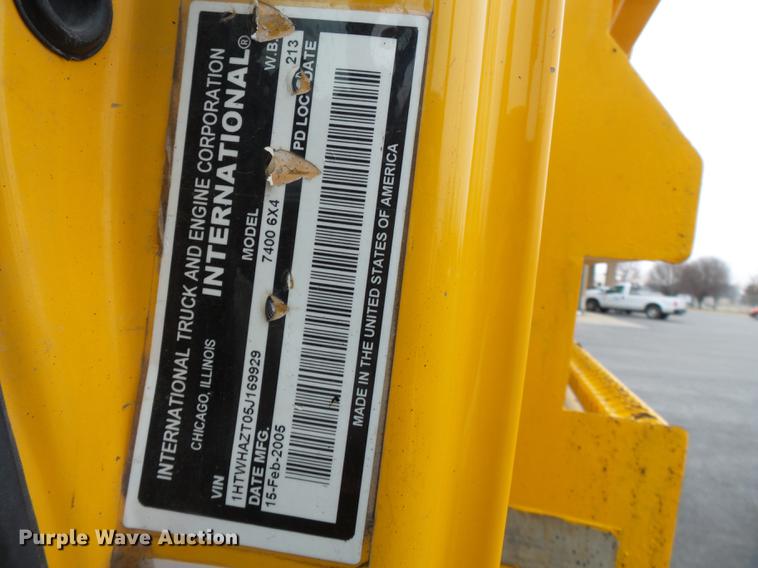 INTERNATIONAL TRUCK AND ENGINE CORPORATION
CHICAGO, ILLINOIS
INTERNATIONAL®
VIN MODEL W.B.
1HTWHAZT05J169929 7400 6X4 213
DATE MFG. PD LOC DATE
15-Feb-2005
MADE IN THE UNITED STATES OF AMERICA
Purple Wave Auction